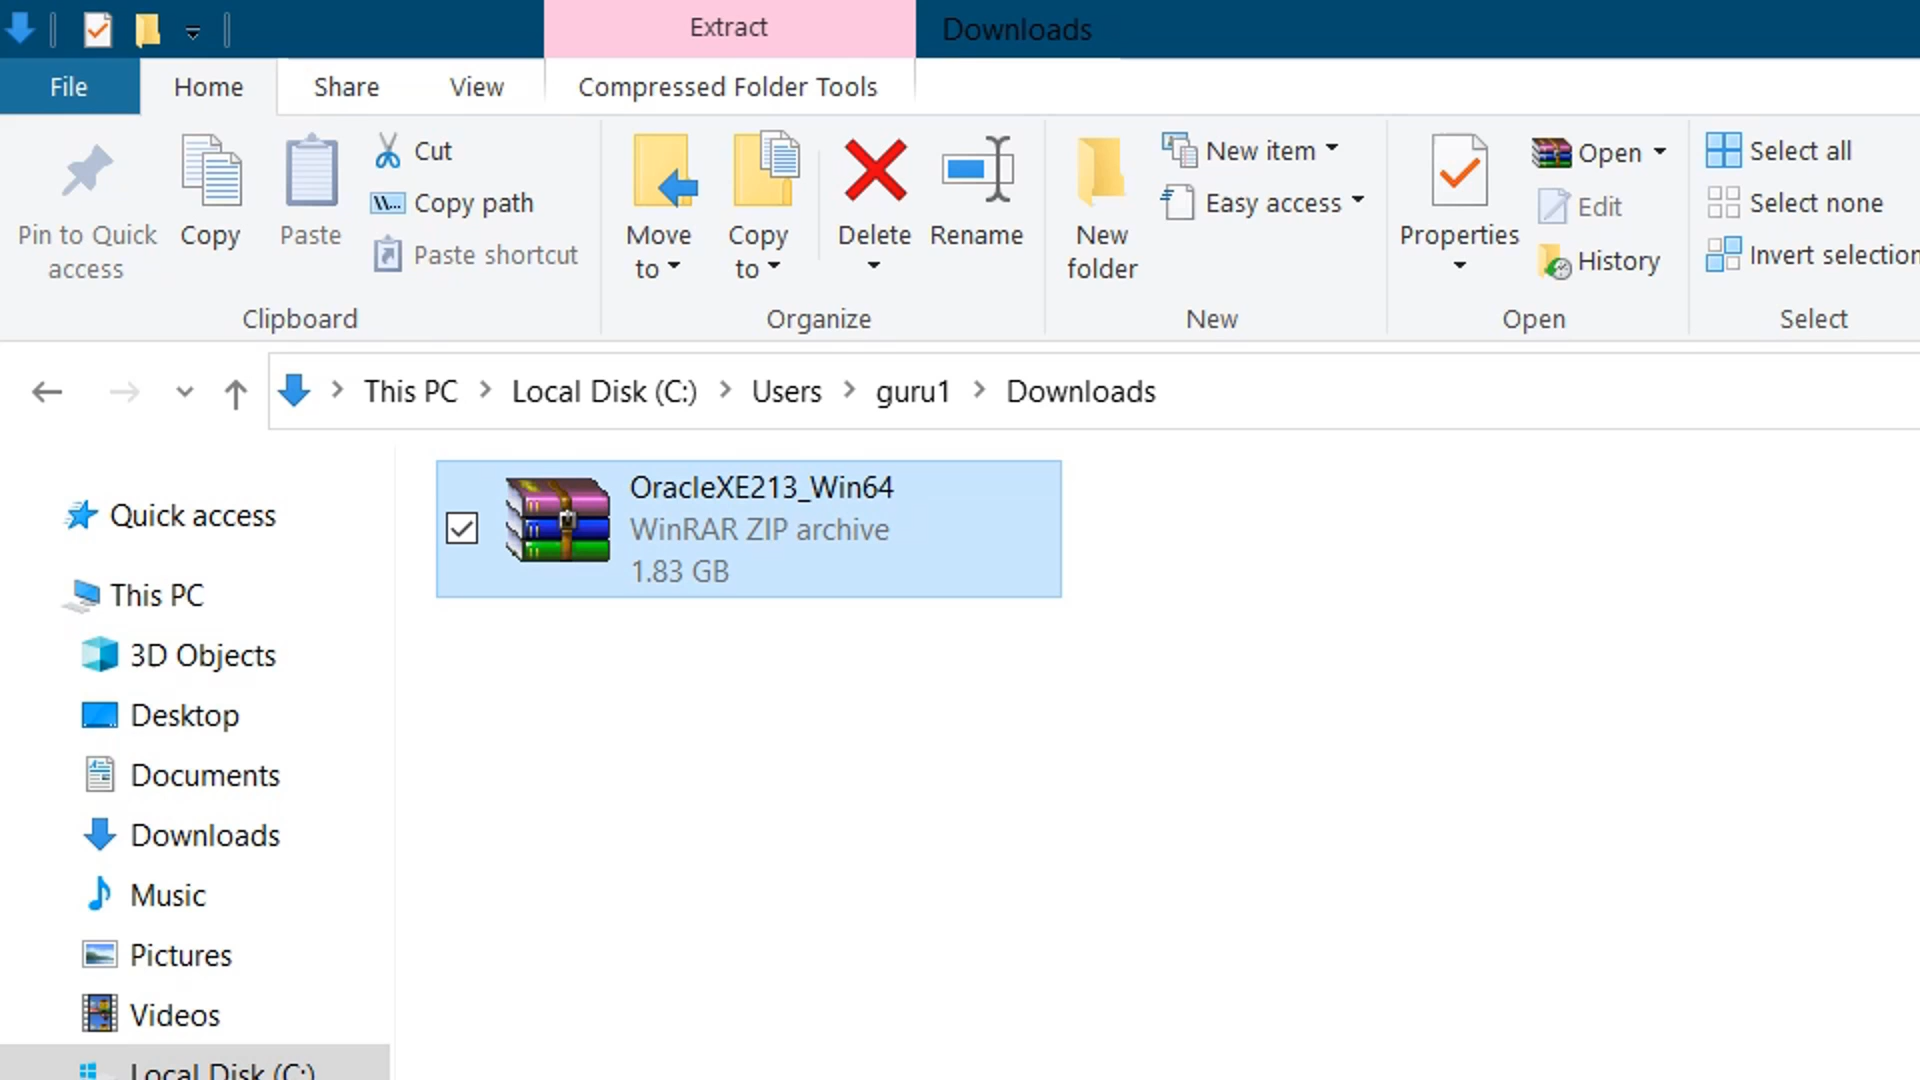 Extract
Downloads
File
Home
Share
View
Compressed Folder Tools
Pin to Quick
access
Copy
Paste
Cut
Copy path
Paste shortcut
Clipboard
Move
to
Copy
to
Delete
Rename
Organize
New
folder
New item
Easy access
New
Properties
Open
Edit
History
Open
Select all
Select none
Invert selection
Select
This PC
Local Disk (C:)
Users
guru1
Downloads
Quick access
This PC
3D Objects
Desktop
Documents
Downloads
Music
Pictures
Videos
Local Disk (C:)
OracleXE213_Win64
WinRAR ZIP archive
1.83 GB